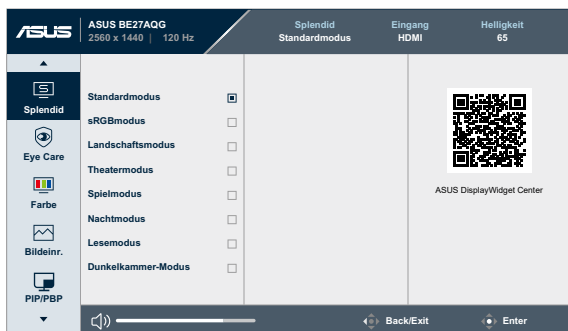 ASUS
ASUS BE27AQG
2560 x 1440 | 120 Hz
Splendid
Standardmodus
Eingang
HDMI
Helligkeit
65
Splendid
Eye Care
Farbe
Bildeinr.
PIP/PBP
Standardmodus
sRGBmodus
Landschaftsmodus
Theatermodus
Spielmodus
Nachtmodus
Lesemodus
Dunkelkammer-Modus
ASUS DisplayWidget Center
Back/Exit
Enter